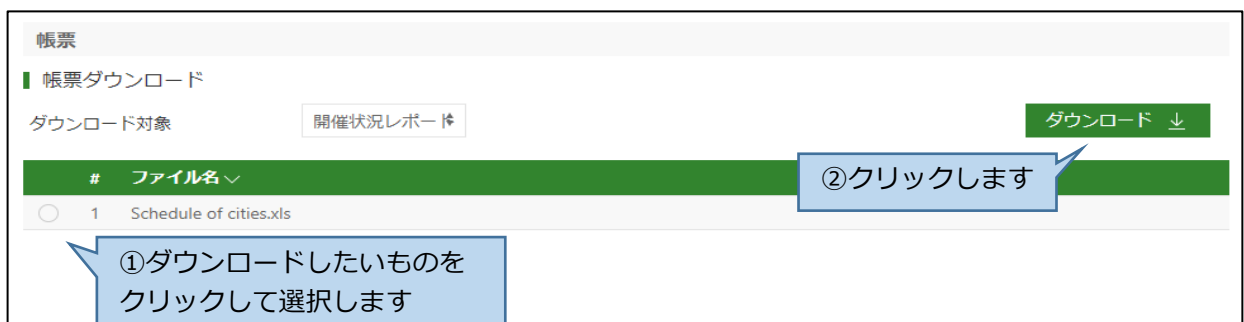 帳票
帳票ダウンロード
ダウンロード対象 開催状況レポート ダウンロード
# ファイル名
②クリックします
1 Schedule of cities.xls
①ダウンロードしたいものを
クリックして選択します